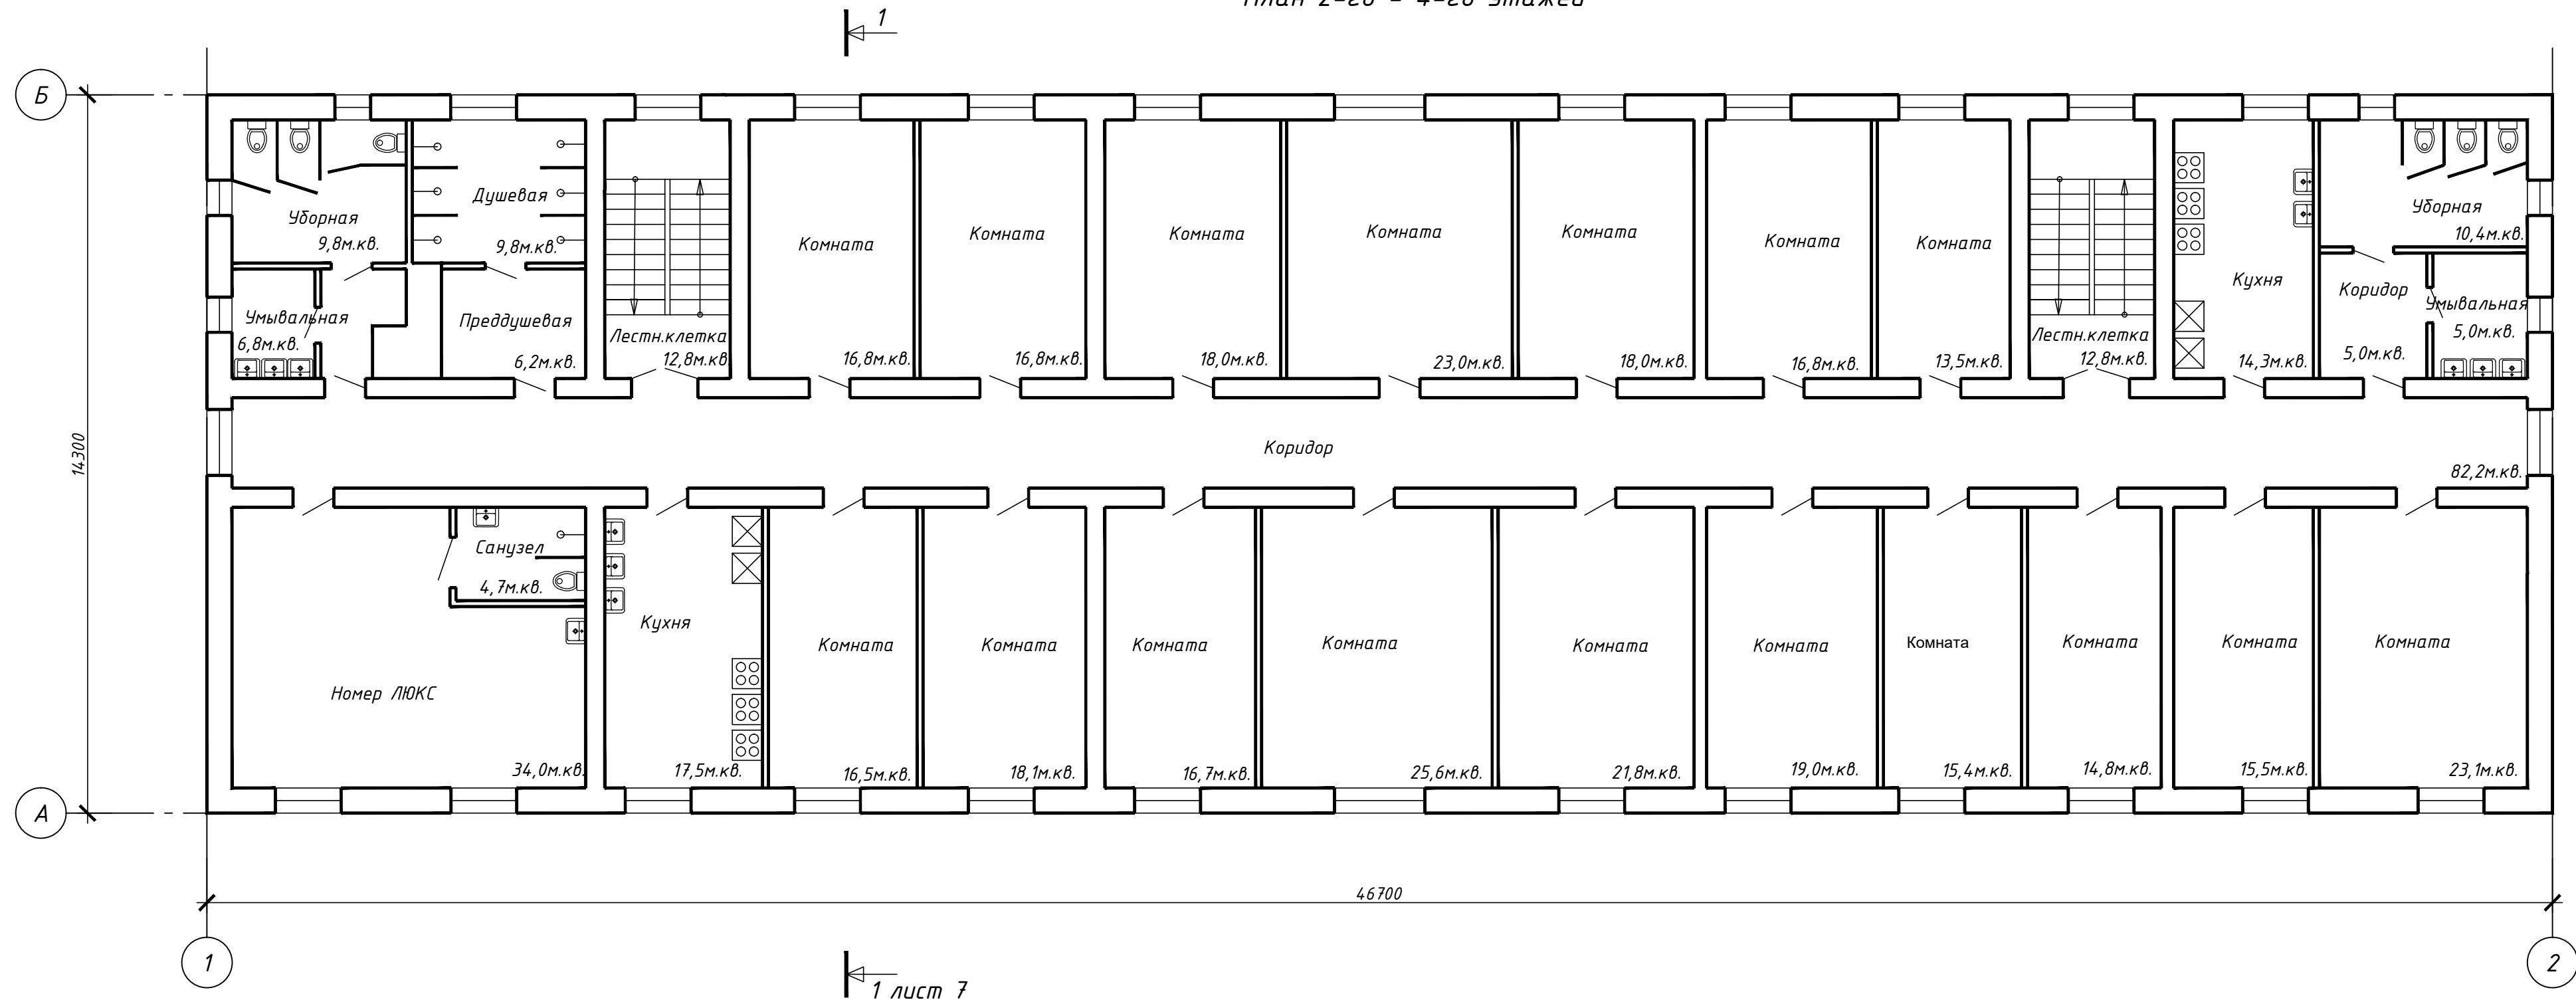 План 2-го - 4-го этажей
1
Б
Душевая
Уборная
9,8м.кв.
9,8м.кв.
Умывальная
6,8м.кв.
Преддушевая
6,2м.кв.
Лестн.клетка
12,8м.кв.
Комната
16,8м.кв.
Комната
16,8м.кв.
Комната
18,0м.кв.
Комната
23,0м.кв.
Комната
18,0м.кв.
Комната
16,8м.кв.
Комната
13,5м.кв.
Лестн.клетка
12,8м.кв.
Кухня
14,3м.кв.
Уборная
10,4м.кв.
Коридор
5,0м.кв.
Умывальная
5,0м.кв.
14300
Коридор
82,2м.кв.
Санузел
4,7м.кв.
Номер ЛЮКС
34,0м.кв.
Кухня
17,5м.кв.
Комната
16,5м.кв.
Комната
18,1м.кв.
Комната
16,7м.кв.
Комната
25,6м.кв.
Комната
21,8м.кв.
Комната
19,0м.кв.
Комната
15,4м.кв.
Комната
14,8м.кв.
Комната
15,5м.кв.
Комната
23,1м.кв.
А
46700
1
2
1 лист 7